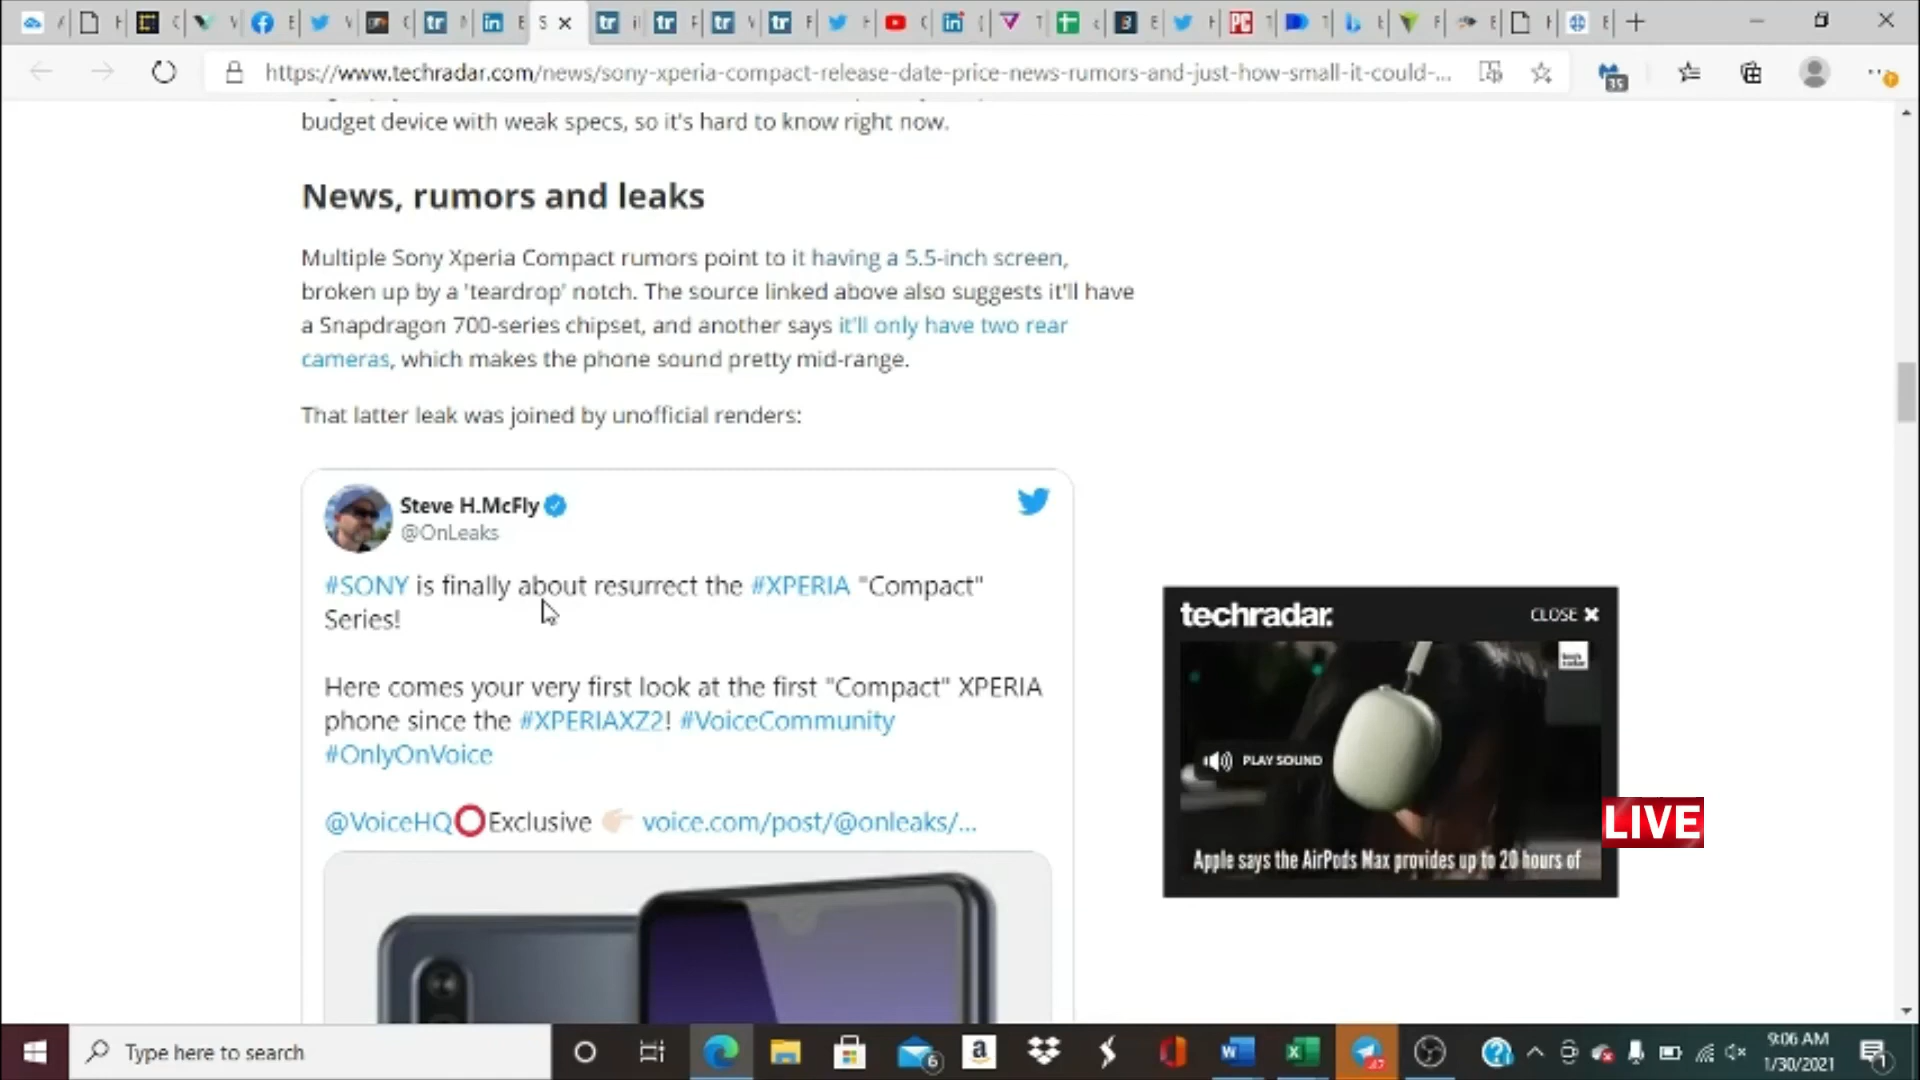 https://www.techradar.com/news/sony-xperia-compact-release-date-price-news-rumors-and-just-how-small-it-could-...
35
budget device with weak specs, so it's hard to know right now.
News, rumors and leaks
Multiple Sony Xperia Compact rumors point to it having a 5.5-inch screen,
broken up by a 'teardrop' notch. The source linked above also suggests it'll have
a Snapdragon 700-series chipset, and another says it'll only have two rear
cameras, which makes the phone sound pretty mid-range.
That latter leak was joined by unofficial renders:
Steve H.McFly
@OnLeaks
#SONY is finally about resurrect the #XPERIA "Compact"
Series!
Here comes your very first look at the first "Compact" XPERIA
phone since the #XPERIAXZ2! #VoiceCommunity
#OnlyOnVoice
@VoiceHQ⭕Exclusive 👉🏻 voice.com/post/@onleaks/...
techradar.
CLOSE ✖
tech radar
PLAY SOUND
Apple says the AirPods Max provides up to 20 hours of
LIVE
Type here to search
6
9:06 AM
1/30/2021
1